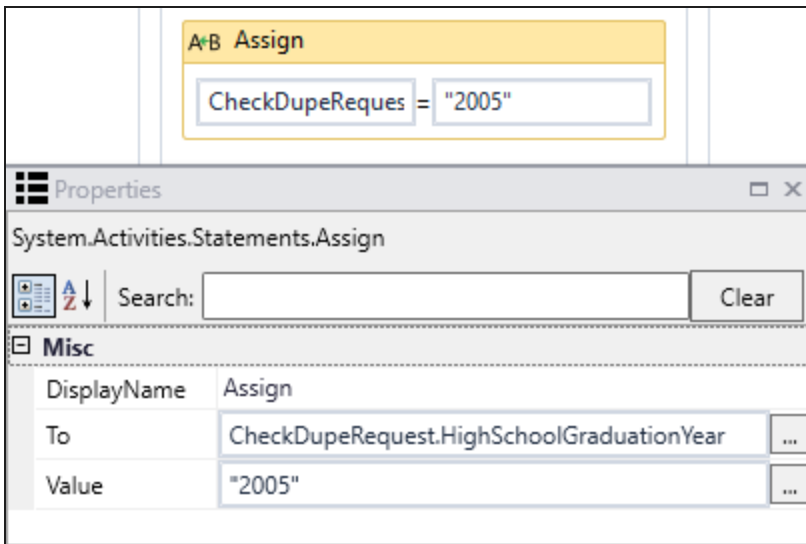 A←B Assign
CheckDupeReques = "2005"
Properties
System.Activities.Statements.Assign
A Z Search: Clear
Misc
DisplayName Assign
To CheckDupeRequest.HighSchoolGraduationYear ...
Value "2005" ...